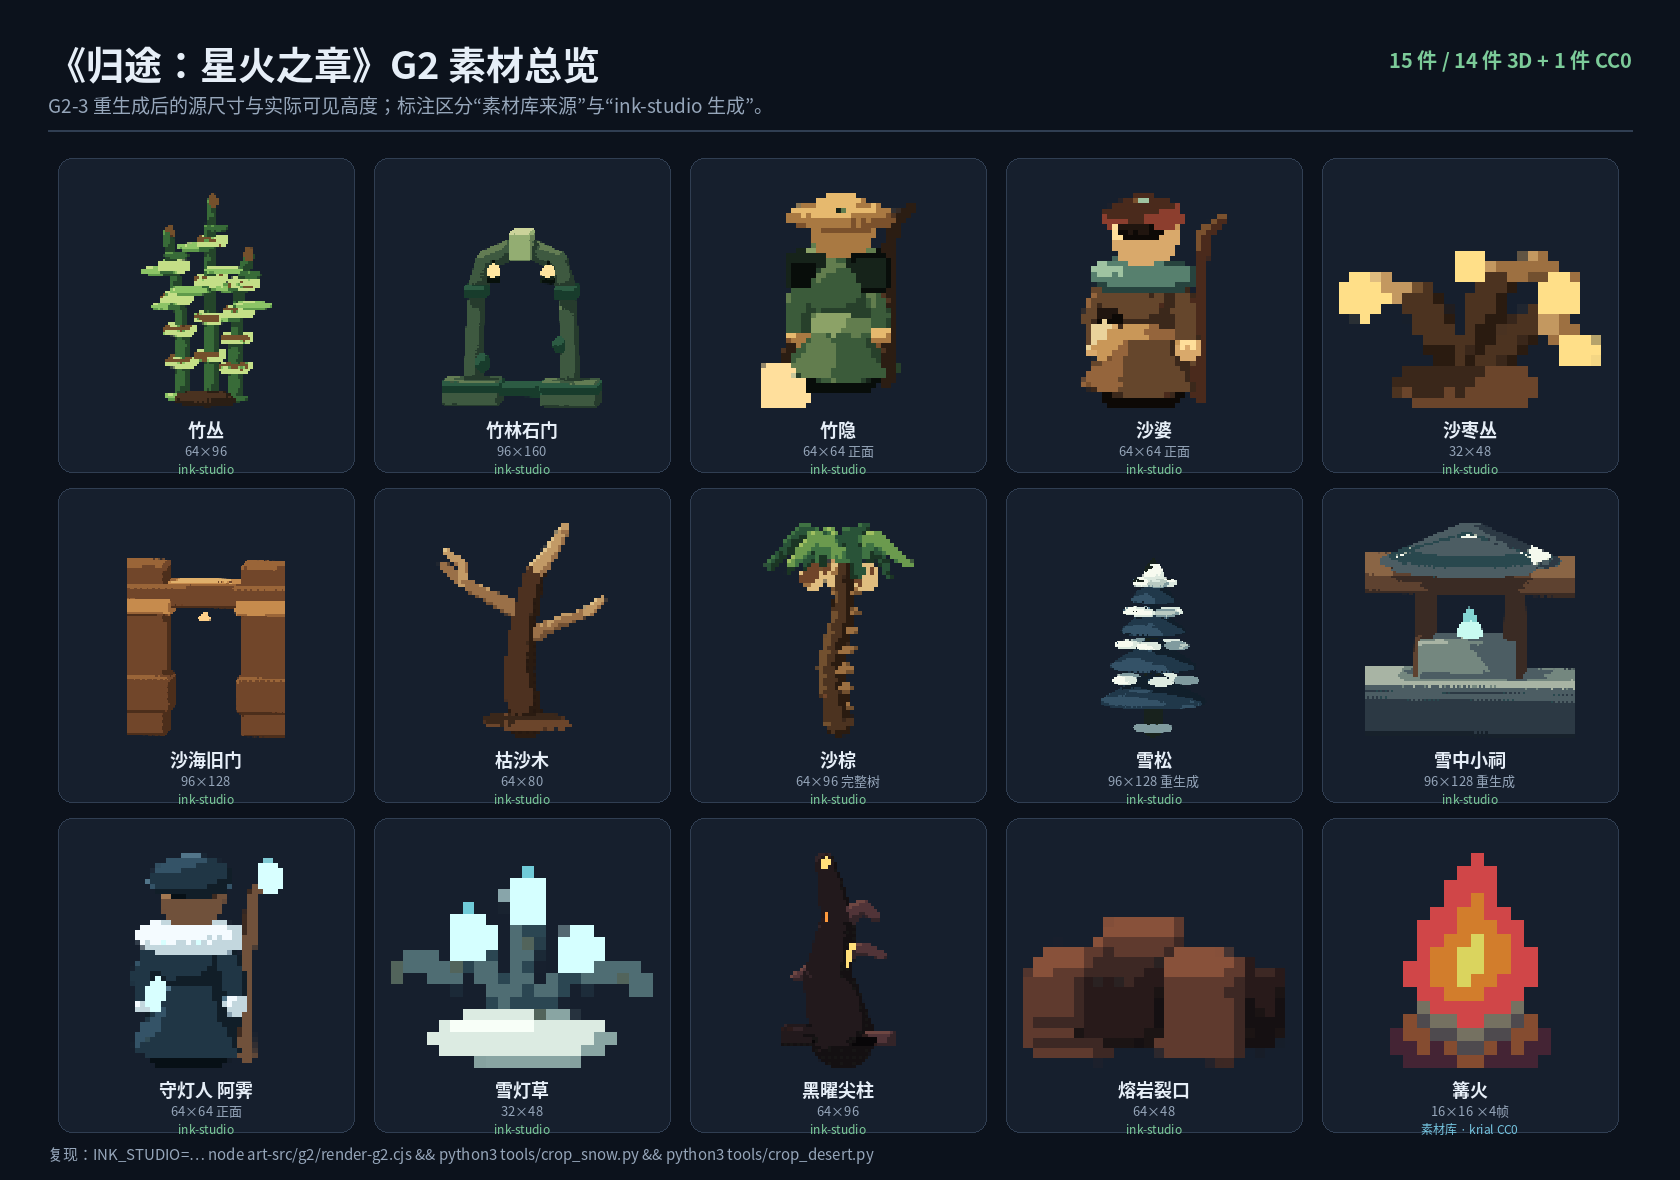 《归途：星火之章》G2 素材总览
15 件 / 14 件 3D + 1 件 CC0
G2-3 重生成后的源尺寸与实际可见高度；标注区分“素材库来源”与“ink-studio 生成”。
竹丛
64×96
ink-studio
竹林石门
96×160
ink-studio
竹隐
64×64 正面
ink-studio
沙婆
64×64 正面
ink-studio
沙枣丛
32×48
ink-studio
沙海旧门
96×128
ink-studio
枯沙木
64×80
ink-studio
沙棕
64×96 完整树
ink-studio
雪松
96×128 重生成
ink-studio
雪中小祠
96×128 重生成
ink-studio
守灯人 阿霁
64×64 正面
ink-studio
雪灯草
32×48
ink-studio
黑曜尖柱
64×96
ink-studio
熔岩裂口
64×48
ink-studio
篝火
16×16 ×4帧
素材库 · krial CC0
复现：INK_STUDIO=… node art-src/g2/render-g2.cjs && python3 tools/crop_snow.py && python3 tools/crop_desert.py